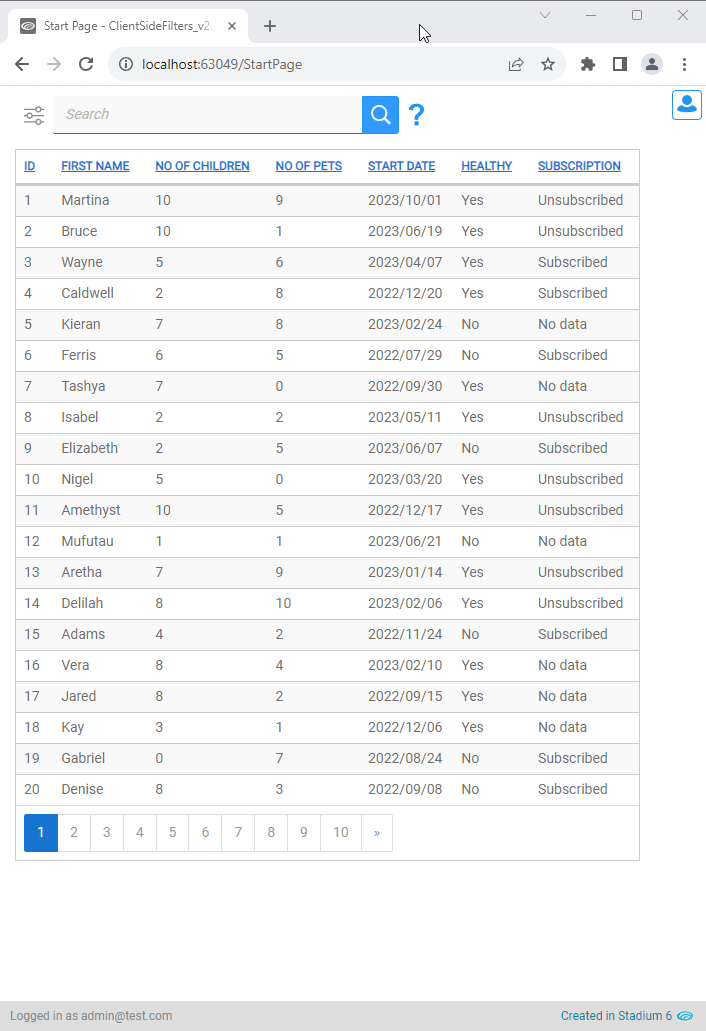 Start Page - ClientSideFilters_v2
localhost:63049/StartPage
Search
?
ID FIRST NAME NO OF CHILDREN NO OF PETS START DATE HEALTHY SUBSCRIPTION
1 Martina 10 9 2023/10/01 Yes Unsubscribed
2 Bruce 10 1 2023/06/19 Yes Unsubscribed
3 Wayne 5 6 2023/04/07 Yes Subscribed
4 Caldwell 2 8 2022/12/20 Yes Subscribed
5 Kieran 7 8 2023/02/24 No No data
6 Ferris 6 5 2022/07/29 No Subscribed
7 Tashya 7 0 2022/09/30 Yes No data
8 Isabel 2 2 2023/05/11 Yes Unsubscribed
9 Elizabeth 2 5 2023/06/07 No Subscribed
10 Nigel 5 0 2023/03/20 Yes Unsubscribed
11 Amethyst 10 5 2022/12/17 Yes Unsubscribed
12 Mufutau 1 1 2023/06/21 No No data
13 Aretha 7 9 2023/01/14 Yes Unsubscribed
14 Delilah 8 10 2023/02/06 Yes Unsubscribed
15 Adams 4 2 2022/11/24 No Subscribed
16 Vera 8 4 2023/02/10 Yes No data
17 Jared 8 2 2022/09/15 Yes No data
18 Kay 3 1 2022/12/06 Yes No data
19 Gabriel 0 7 2022/08/24 No Subscribed
20 Denise 8 3 2022/09/08 No Subscribed
1 2 3 4 5 6 7 8 9 10 »
Logged in as admin@test.com Created in Stadium 6